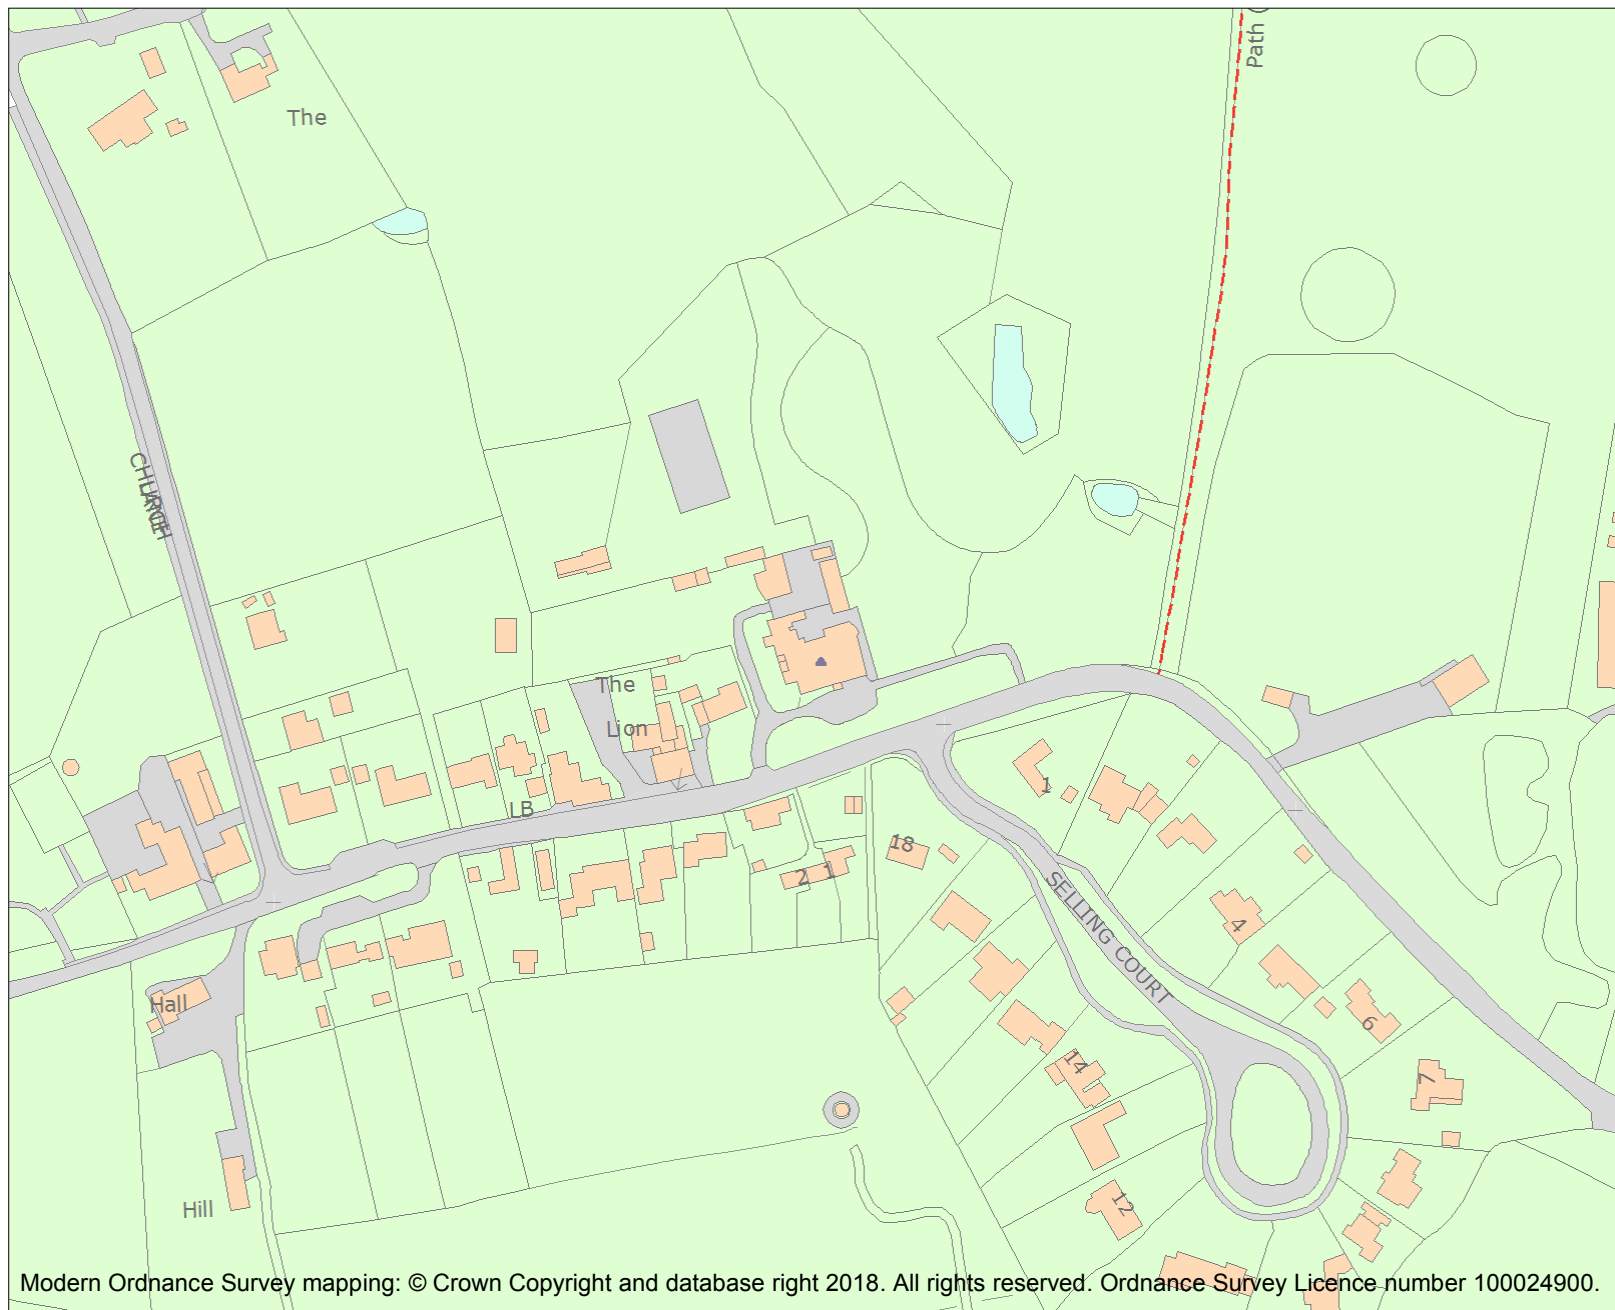 Path (
The
CHURCH
LANE
The
Lion
LB
1
18
2 1
SELLING COURT
4
Hall
6
14
7
12
Hill
Modern Ordnance Survey mapping: © Crown Copyright and database right 2018. All rights reserved. Ordnance Survey Licence number 100024900.